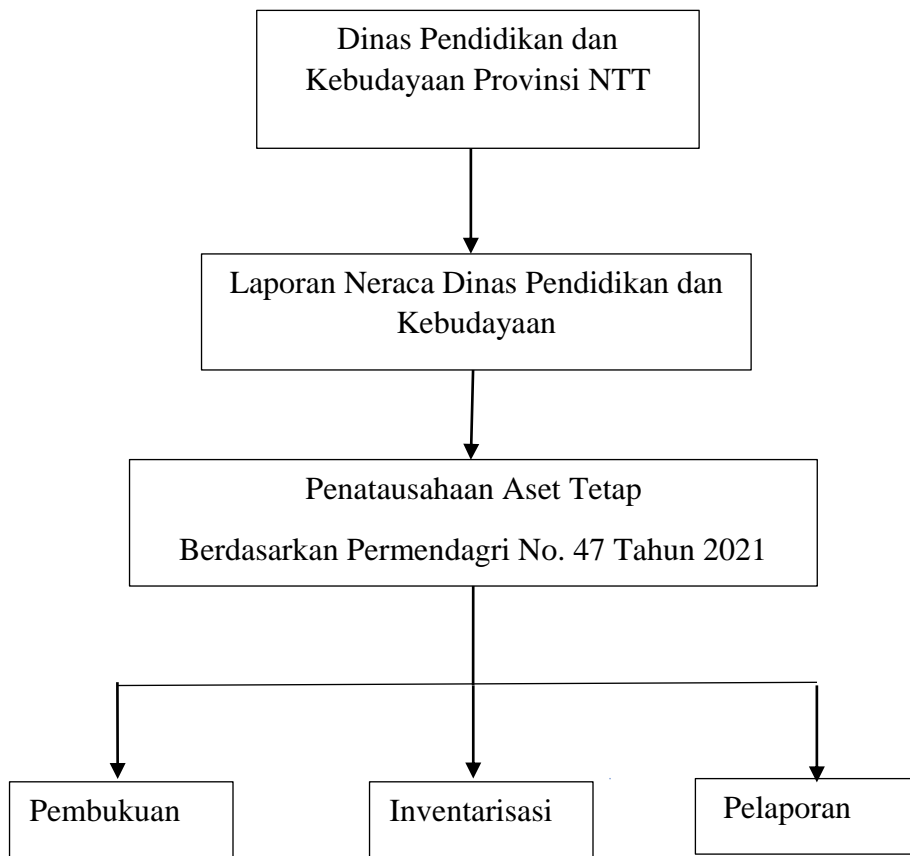 Dinas Pendidikan dan
Kebudayaan Provinsi NTT
Laporan Neraca Dinas Pendidikan dan
Kebudayaan
Penatausahaan Aset Tetap
Berdasarkan Permendagri No. 47 Tahun 2021
Pembukuan
Inventarisasi
Pelaporan